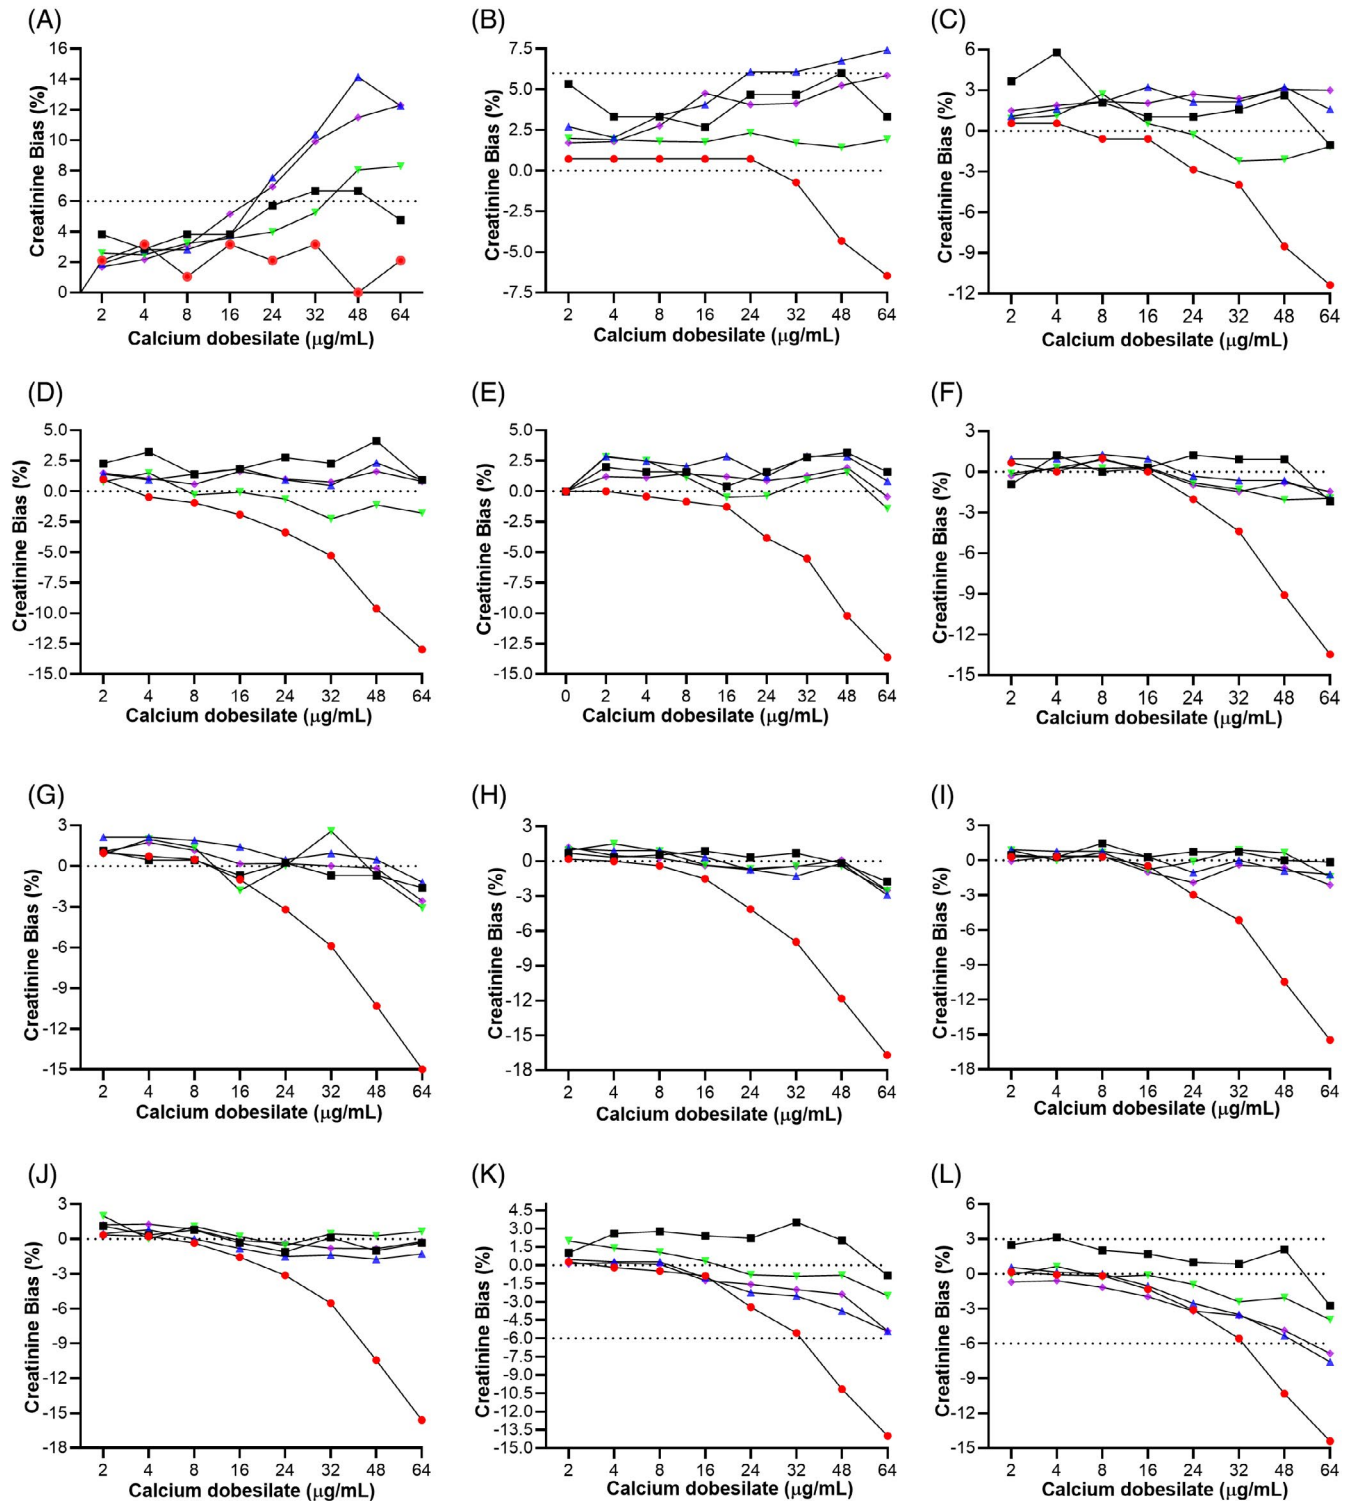 (A)
Creatinine Bias (%)
16
14
12
10
8
6
4
2
0
2 4 8 16 24 32 48 64
Calcium dobesilate (μg/mL)
(B)
Creatinine Bias (%)
7.5
5.0
2.5
0.0
-2.5
-5.0
-7.5
2 4 8 16 24 32 48 64
Calcium dobesilate (μg/mL)
(C)
Creatinine Bias (%)
6
3
0
-3
-6
-9
-12
2 4 8 16 24 32 48 64
Calcium dobesilate (μg/mL)
(D)
Creatinine Bias (%)
5.0
2.5
0.0
-2.5
-5.0
-7.5
-10.0
-12.5
-15.0
2 4 8 16 24 32 48 64
Calcium dobesilate (μg/mL)
(E)
Creatinine Bias (%)
5.0
2.5
0.0
-2.5
-5.0
-7.5
-10.0
-12.5
-15.0
0 2 4 8 16 24 32 48 64
Calcium dobesilate (μg/mL)
(F)
Creatinine Bias (%)
3
0
-3
-6
-9
-12
-15
2 4 8 16 24 32 48 64
Calcium dobesilate (μg/mL)
(G)
Creatinine Bias (%)
3
0
-3
-6
-9
-12
-15
2 4 8 16 24 32 48 64
Calcium dobesilate (μg/mL)
(H)
Creatinine Bias (%)
3
0
-3
-6
-9
-12
-15
-18
2 4 8 16 24 32 48 64
Calcium dobesilate (μg/mL)
(I)
Creatinine Bias (%)
3
0
-3
-6
-9
-12
-15
-18
2 4 8 16 24 32 48 64
Calcium dobesilate (μg/mL)
(J)
Creatinine Bias (%)
3
0
-3
-6
-9
-12
-15
-18
2 4 8 16 24 32 48 64
Calcium dobesilate (μg/mL)
(K)
Creatinine Bias (%)
4.5
3.0
1.5
0.0
-1.5
-3.0
-4.5
-6.0
-7.5
-9.0
-10.5
-12.0
-13.5
-15.0
2 4 8 16 24 32 48 64
Calcium dobesilate (μg/mL)
(L)
Creatinine Bias (%)
6
3
0
-3
-6
-9
-12
-15
2 4 8 16 24 32 48 64
Calcium dobesilate (μg/mL)